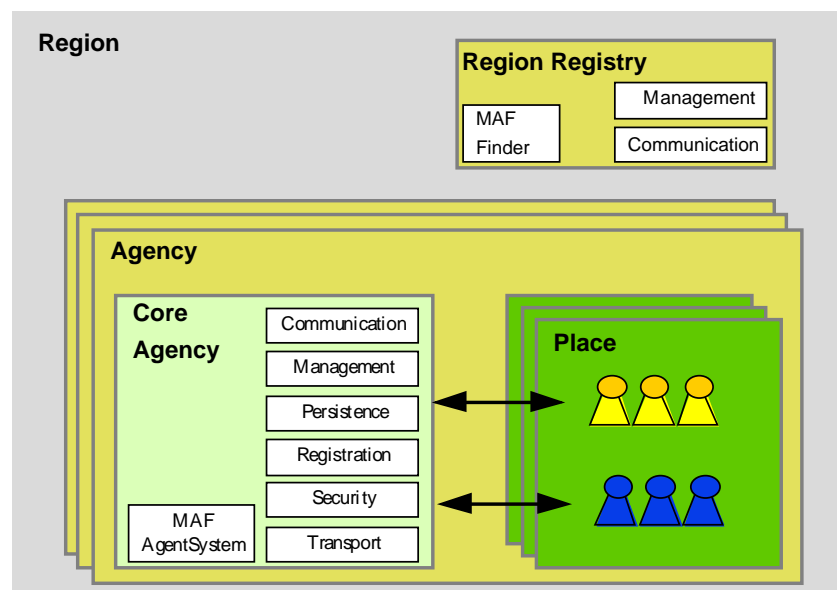 Region
Region Registry
Management
MAF
Finder
Communication
Agency
Core
Agency
Communication
Management
Persistence
Registration
Security
Transport
MAF
AgentSystem
Place